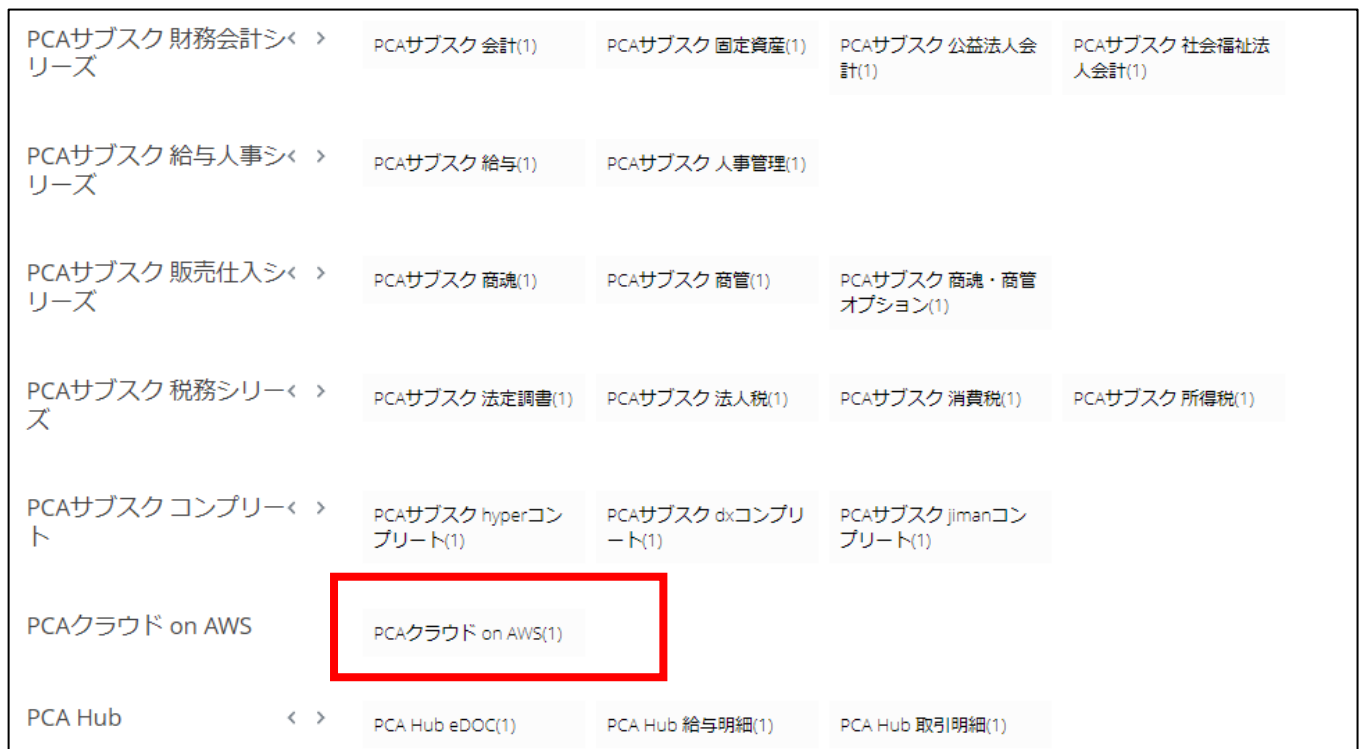 PCAサブスク 財務会計シ< >
リーズ
PCAサブスク 会計(1)
PCAサブスク 固定資産(1)
PCAサブスク 公益法人会
計(1)
PCAサブスク 社会福祉法
人会計(1)
PCAサブスク 給与人事シ< >
リーズ
PCAサブスク 給与(1)
PCAサブスク 人事管理(1)
PCAサブスク 販売仕入シ< >
リーズ
PCAサブスク 商魂(1)
PCAサブスク 商管(1)
PCAサブスク 商魂・商管
オプション(1)
PCAサブスク 税務シリー< >
ズ
PCAサブスク 法定調書(1)
PCAサブスク 法人税(1)
PCAサブスク 消費税(1)
PCAサブスク 所得税(1)
PCAサブスク コンプリー< >
ト
PCAサブスク hyperコン
プリート(1)
PCAサブスク dxコンプリ
ート(1)
PCAサブスク jimanコン
プリート(1)
PCAクラウド on AWS
PCAクラウド on AWS(1)
PCA Hub < >
PCA Hub eDOC(1)
PCA Hub 給与明細(1)
PCA Hub 取引明細(1)